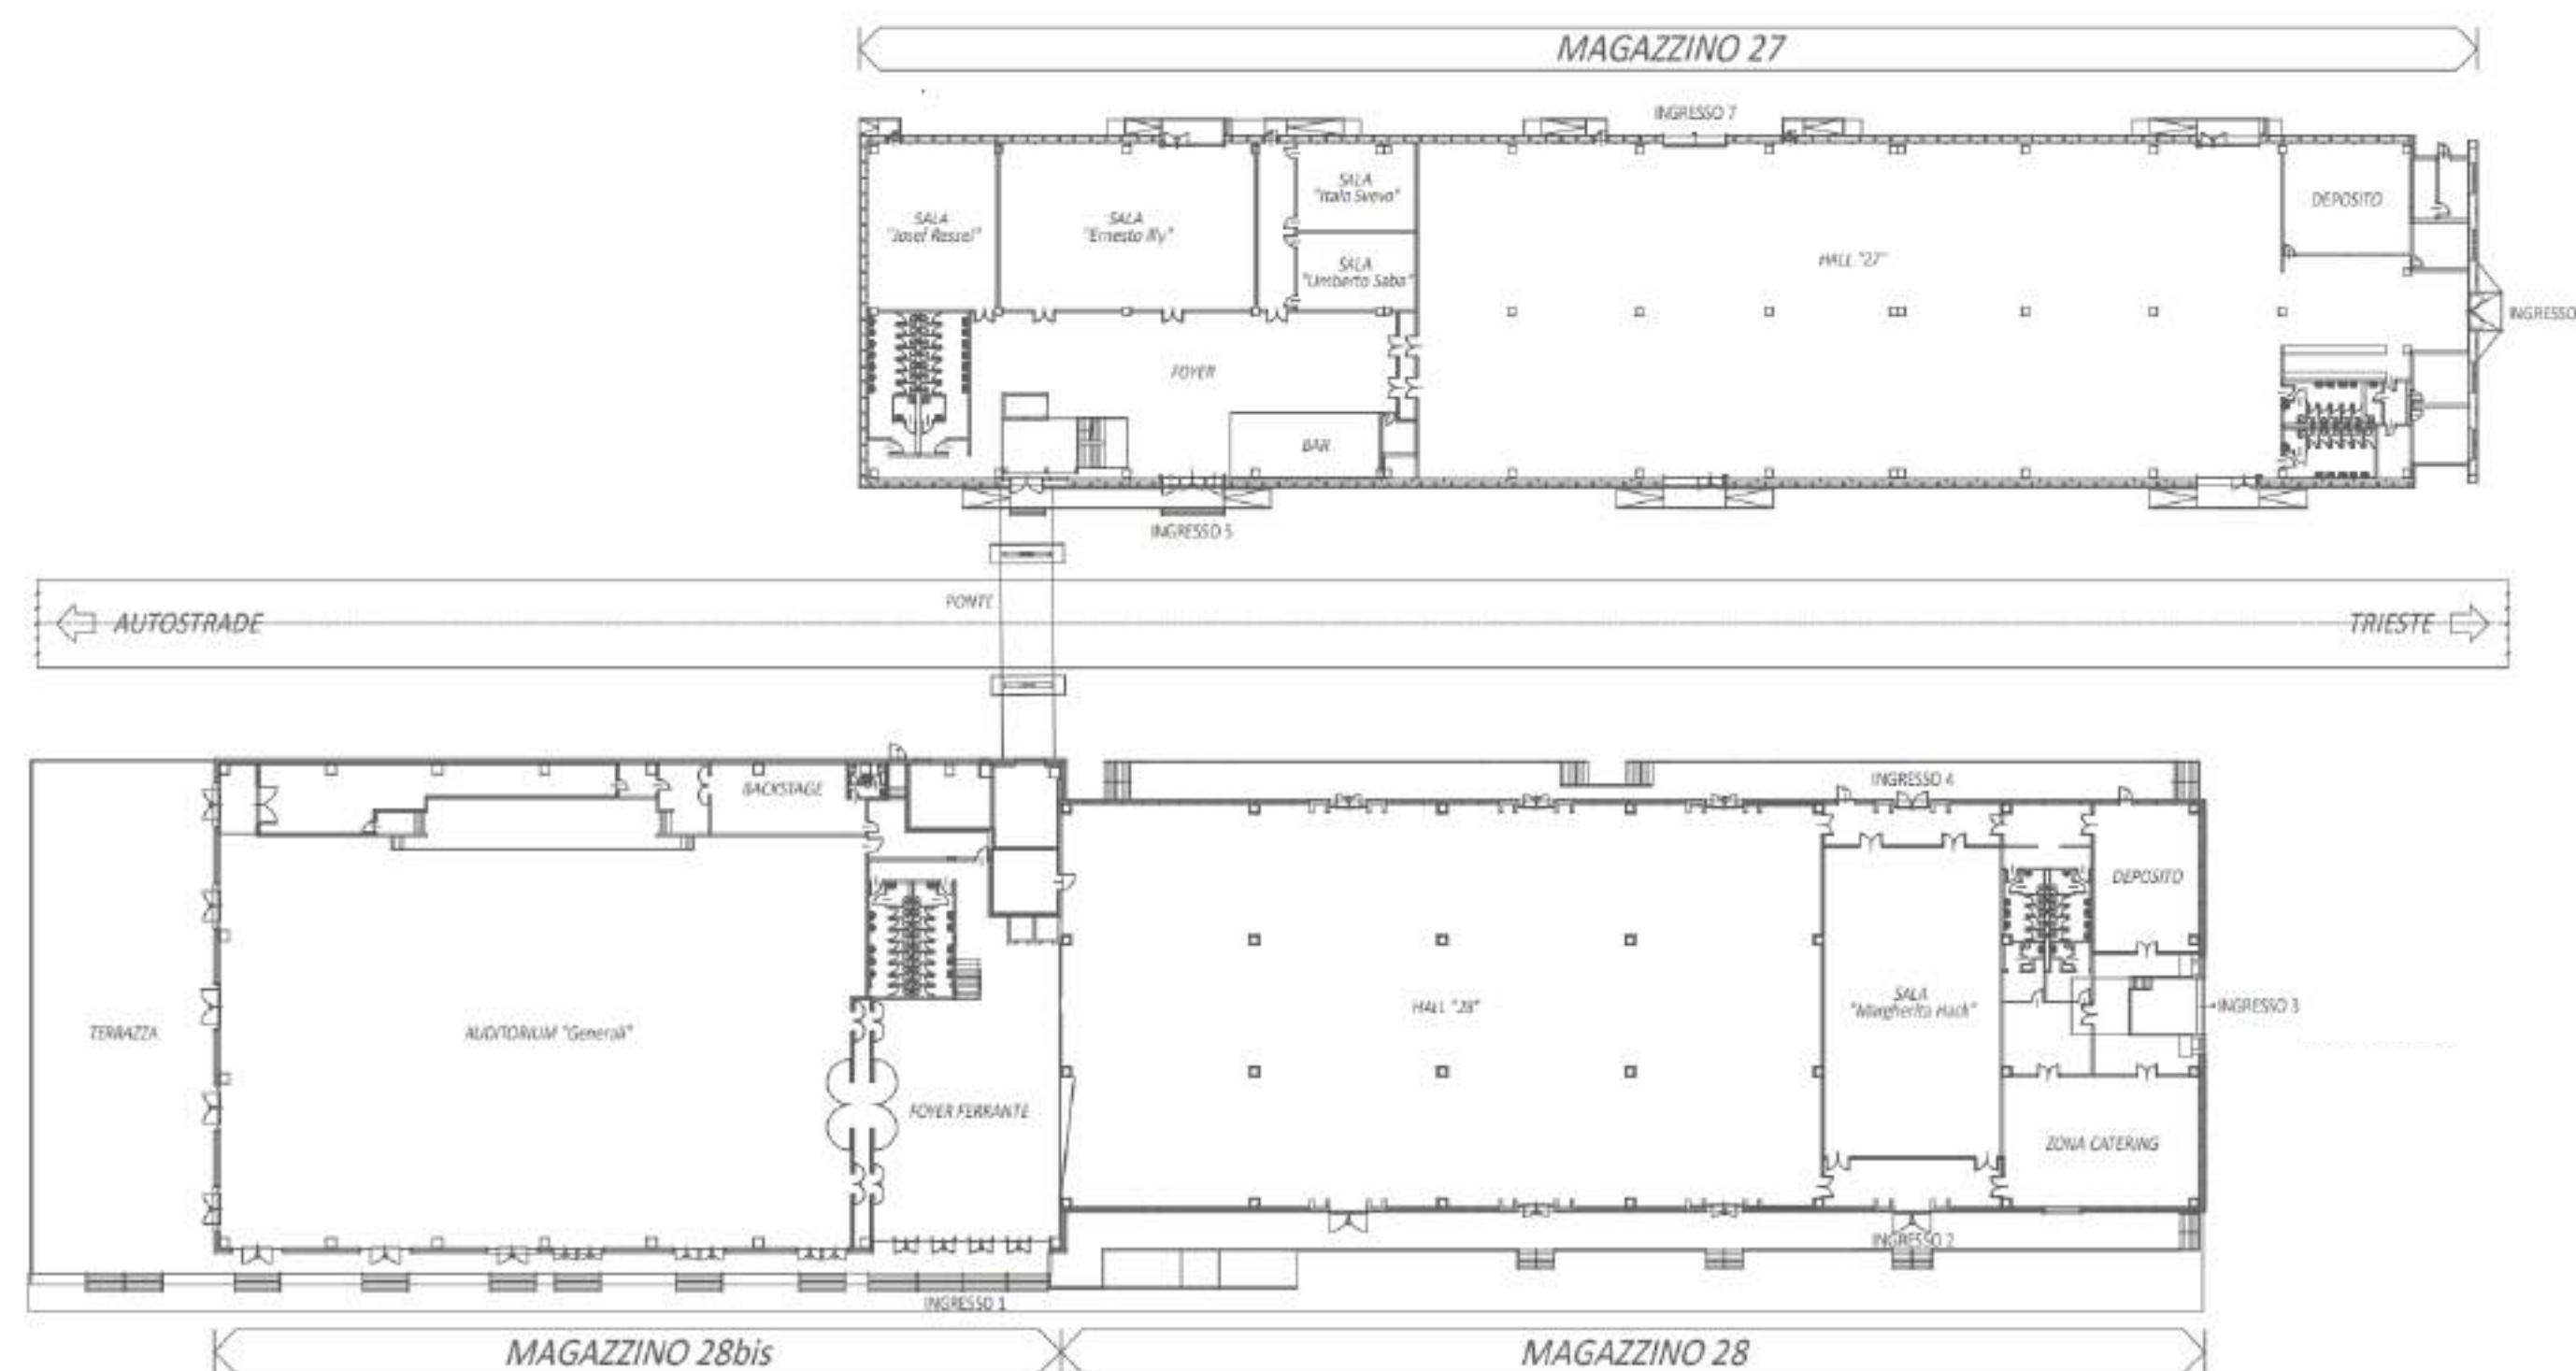 MAGAZZINO 27
INGRESSO 7
SALA
"Josef Ressel"
SALA
"Ernesto Illy"
SALA
"Italo Svevo"
SALA
"Umberto Saba"
HALL "27"
DEPOSITO
INGRESSO
FOYER
BAR
INGRESSO 5
PONTE
AUTOSTRADE
TRIESTE
BACKSTAGE
INGRESSO 4
DEPOSITO
TERRAZZA
AUDITORIUM "Generali"
FOYER FERRANTE
HALL "28"
SALA
"Margherita Hack"
INGRESSO 3
ZONA CATERING
INGRESSO 2
INGRESSO 1
MAGAZZINO 28bis
MAGAZZINO 28